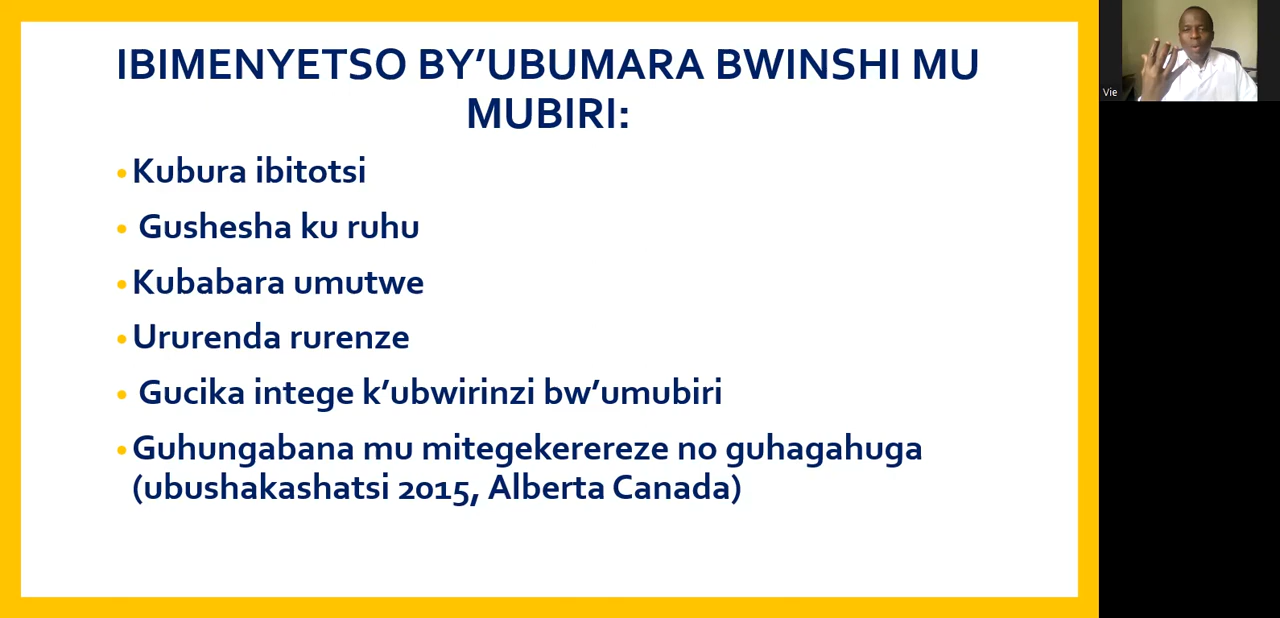 IBIMENYETSO BY'UBUMARA BWINSHI MU
MUBIRI:
• Kubura ibitotsi
• Gushesha ku ruhu
• Kubabara umutwe
• Ururenda rurenze
• Gucika intege k'ubwirinzi bw'umubiri
• Guhungabana mu mitegekerereze no guhagahuga
(ubushakashatsi 2015, Alberta Canada)
Vie